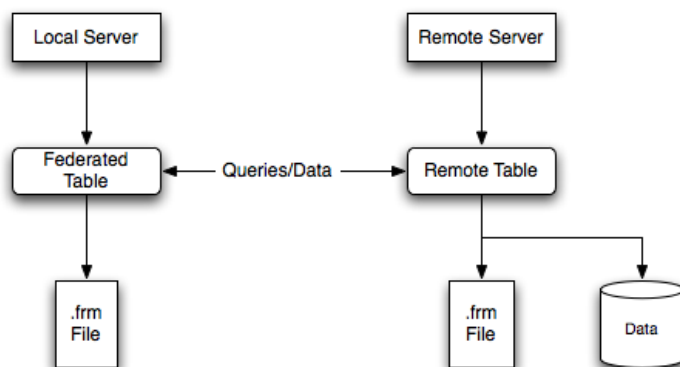 Local Server
Remote Server
Federated
Table
Queries/Data
Remote Table
.frm
File
.frm
File
Data